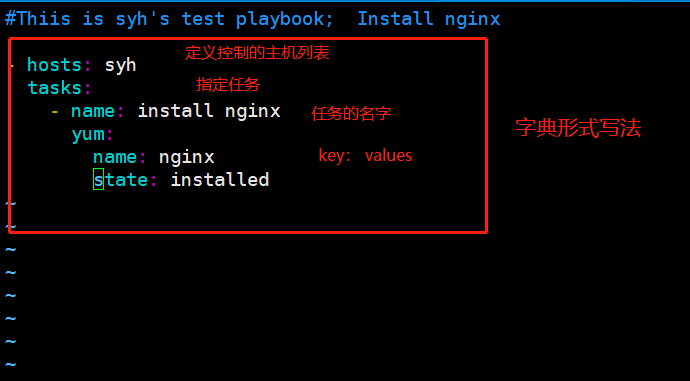 #Thiis is syh's test playbook;  Install nginx
定义控制的主机列表
- hosts: syh
指定任务
tasks:
- name: install nginx 任务的名字
字典形式写法
yum:
name: nginx key: values
state: installed
~
~
~
~
~
~
~
~